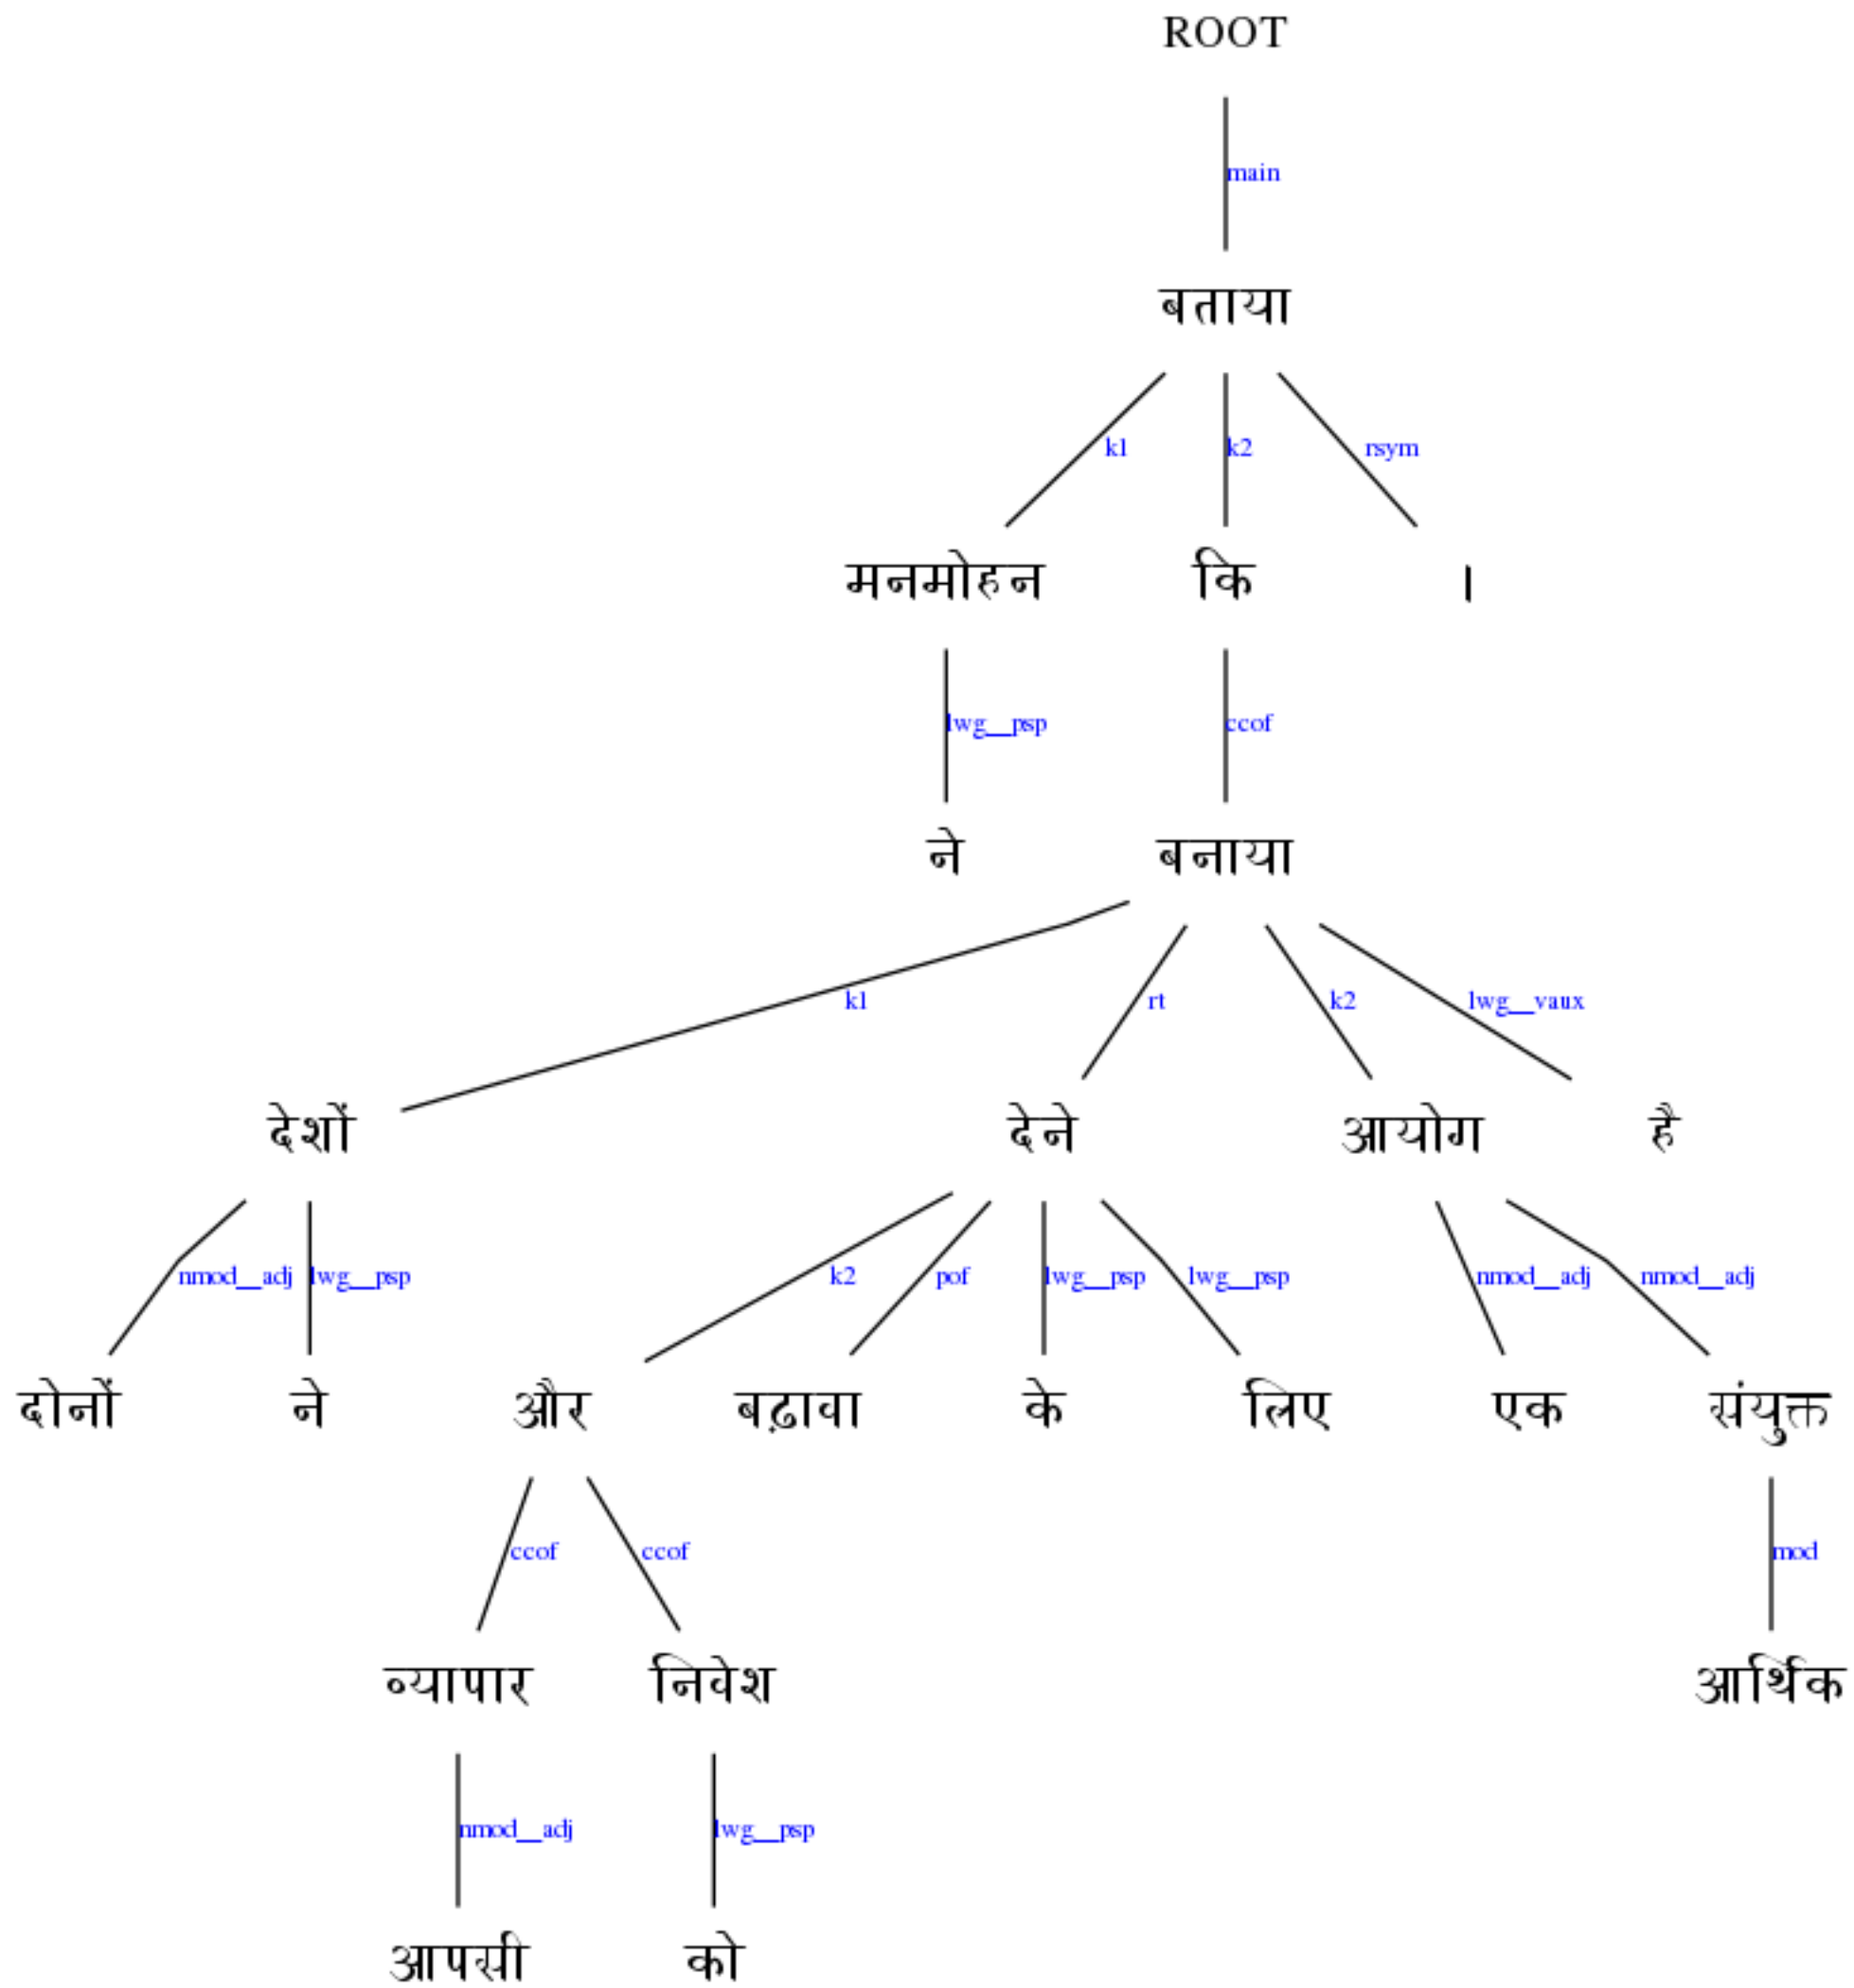 ROOT
main
बताया
k1 k2 rsym
मनमोहन कि ।
lwg__psp ccof
ने बनाया
k1 rt k2 lwg__vaux
देशों देने आयोग है
nmod__adj lwg__psp k2 pof lwg__psp lwg__psp nmod__adj nmod__adj
दोनों ने और बढ़ावा के लिए एक संयुक्त
ccof ccof mod
व्यापार निवेश आर्थिक
nmod__adj lwg__psp
आपसी को